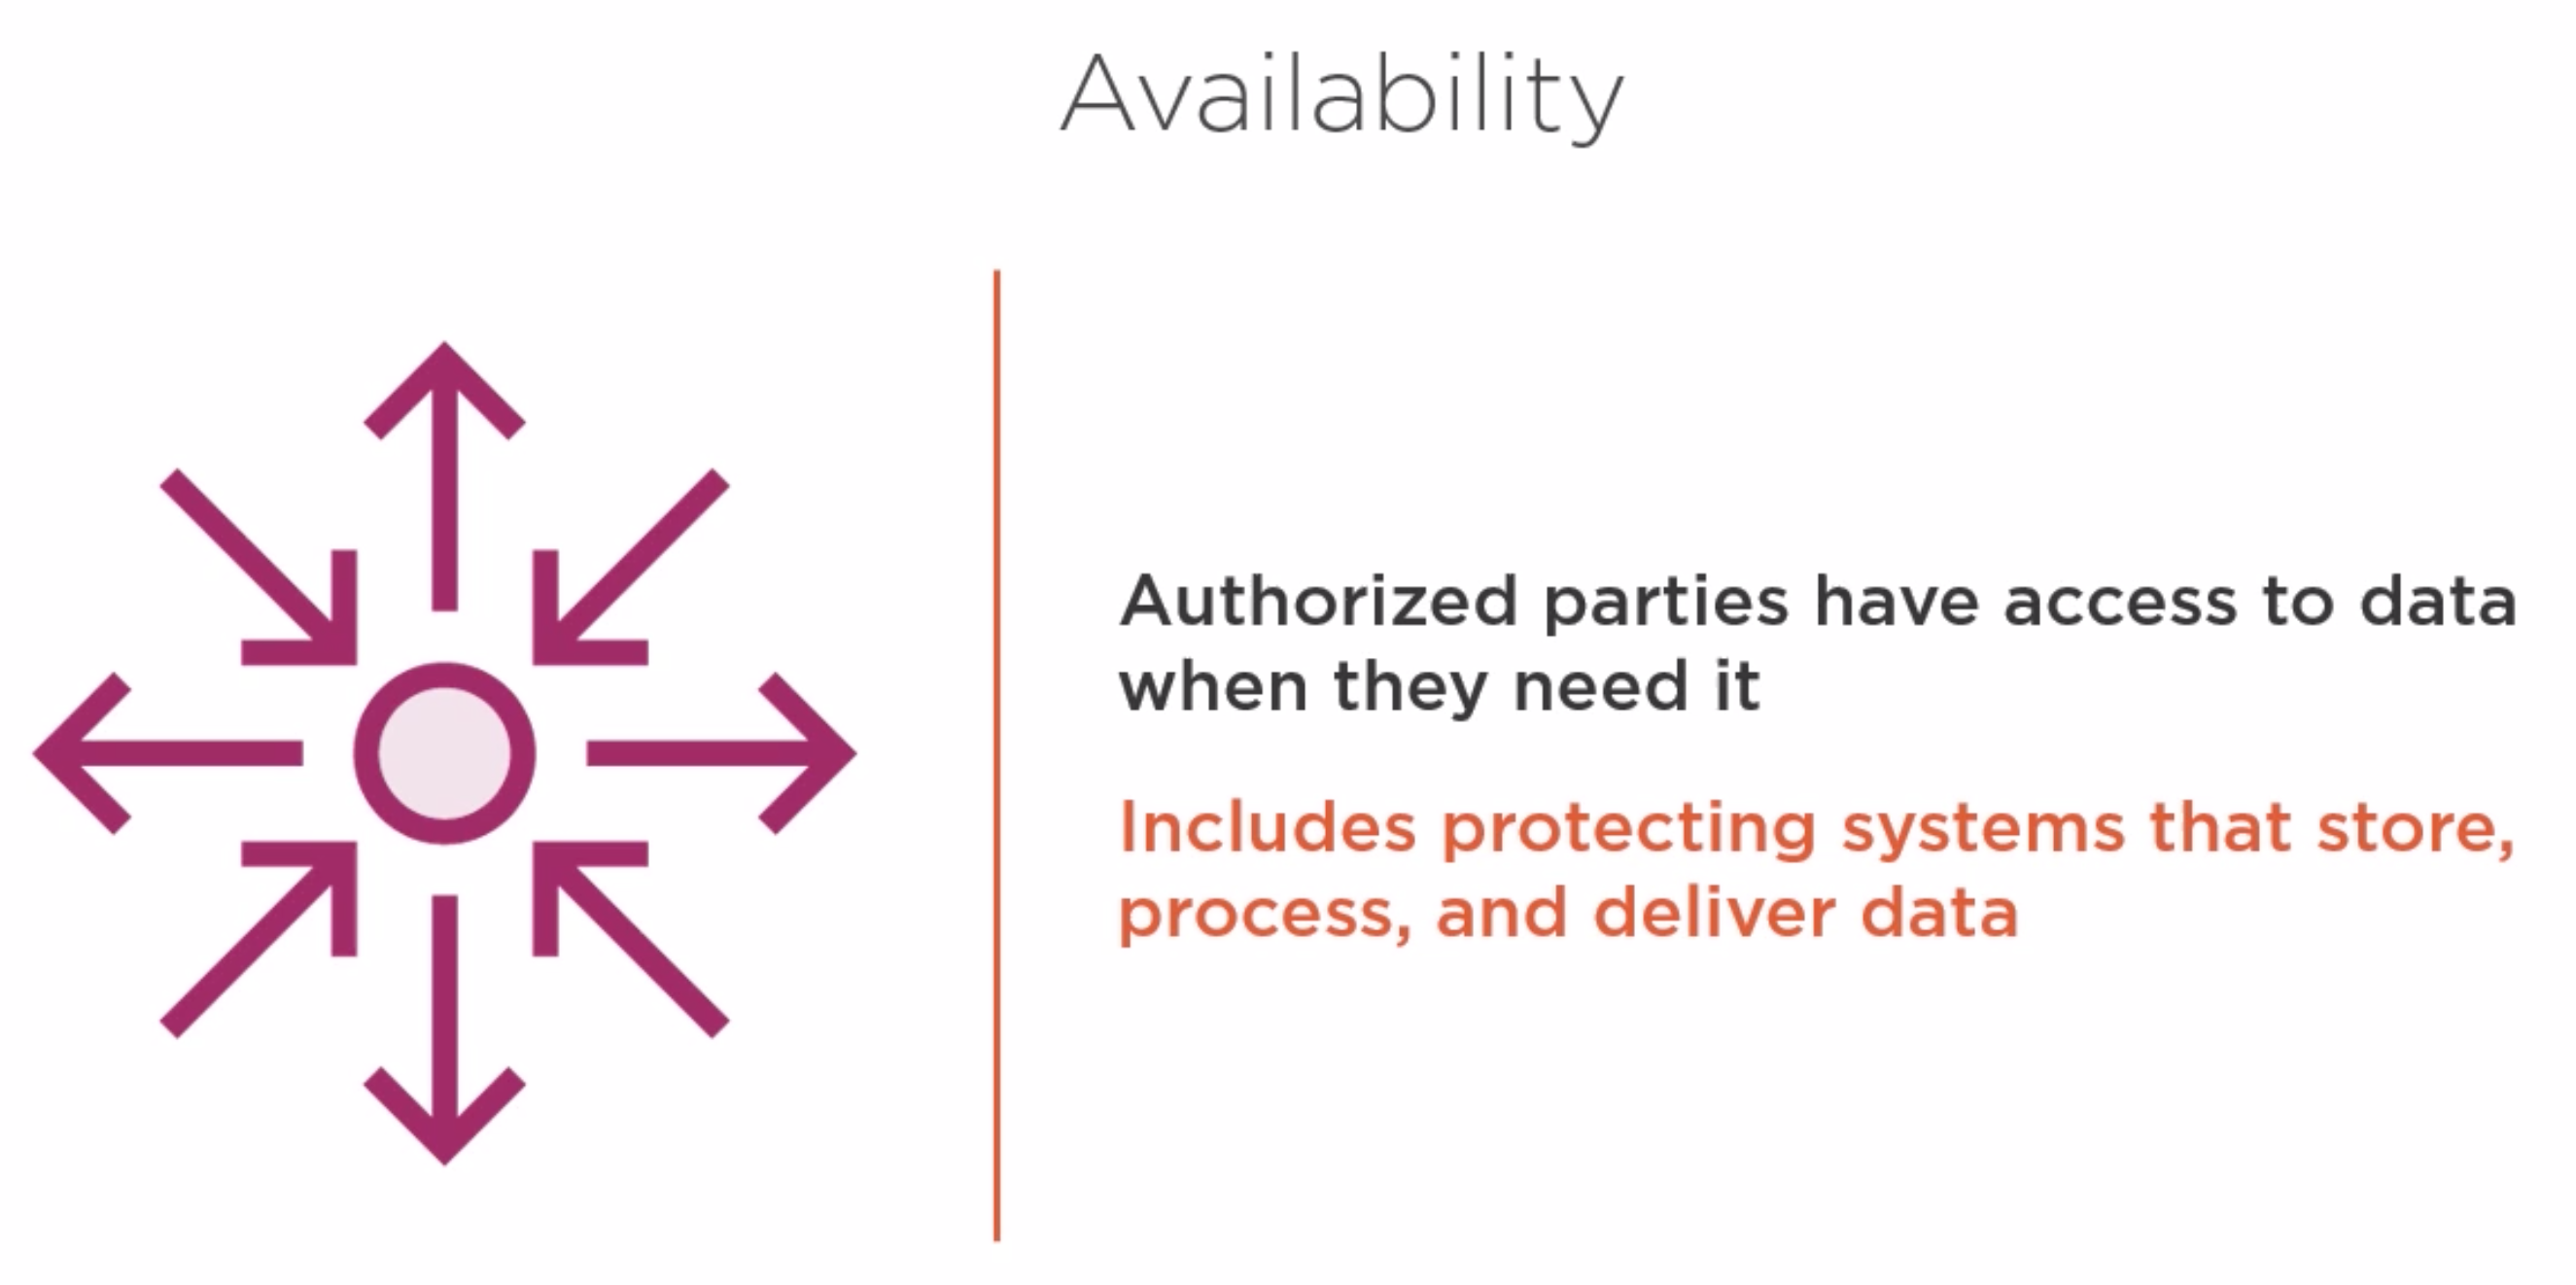 Availability
Authorized parties have access to data
when they need it
Includes protecting systems that store,
process, and deliver data